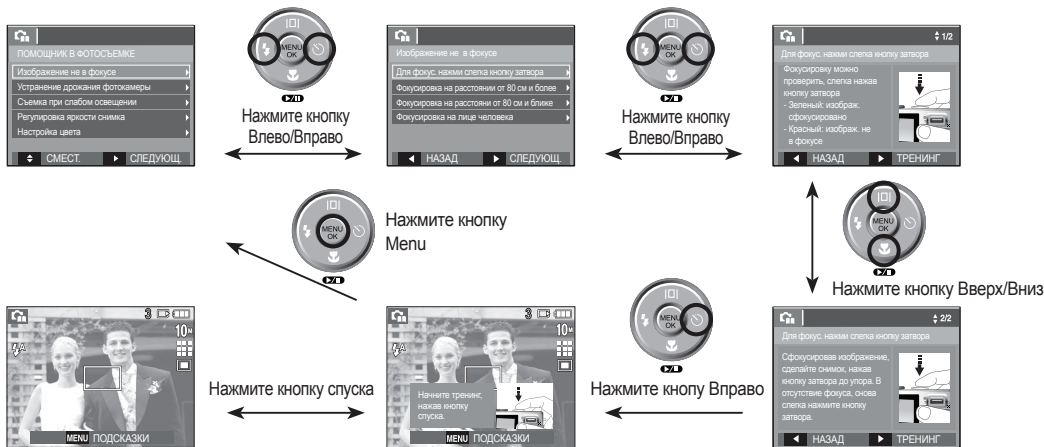 ПОМОЩНИК В ФОТОСЪЕМКЕ
Изображение не в фокусе
Устранение дрожания фотокамеры
Съемка при слабом освещении
Регулировка яркости снимка
Настройка цвета
СМЕСТ. СЛЕДУЮЩ.
MENU
OK
Нажмите кнопку
Влево/Вправо
Изображение не в фокусе
Для фокус. нажми слегка кнопку затвора
Фокусировка на расстоянии от 80 см и более
Фокусировка на расстояни от 80 см и ближе
Фокусировка на лице человека
НАЗАД СЛЕДУЮЩ.
MENU
OK
Нажмите кнопку
Влево/Вправо
1/2
Для фокус. нажми слегка кнопку затвора
Фокусировку можно
проверить, слегка нажав
кнопку затвора
- Зеленый: изображ.
сфокусировано
- Красный: изображ. не
в фокусе
НАЗАД ТРЕНИНГ
MENU
OK
Нажмите кнопку
Menu
MENU
OK
Нажмите кнопку Вверх/Вниз
3
10M
A
MENU ПОДСКАЗКИ
Нажмите кнопку спуска
3
10M
A
Начните тренинг,
нажав кнопку
спуска.
MENU ПОДСКАЗКИ
MENU
OK
Нажмите кнопу Вправо
2/2
Для фокус. нажми слегка кнопку затвора
Сфокусировав изображение,
сделайте снимок, нажав
кнопку затвора до упора. В
отсутствие фокуса, снова
слегка нажмите кнопку
затвора.
НАЗАД ТРЕНИНГ